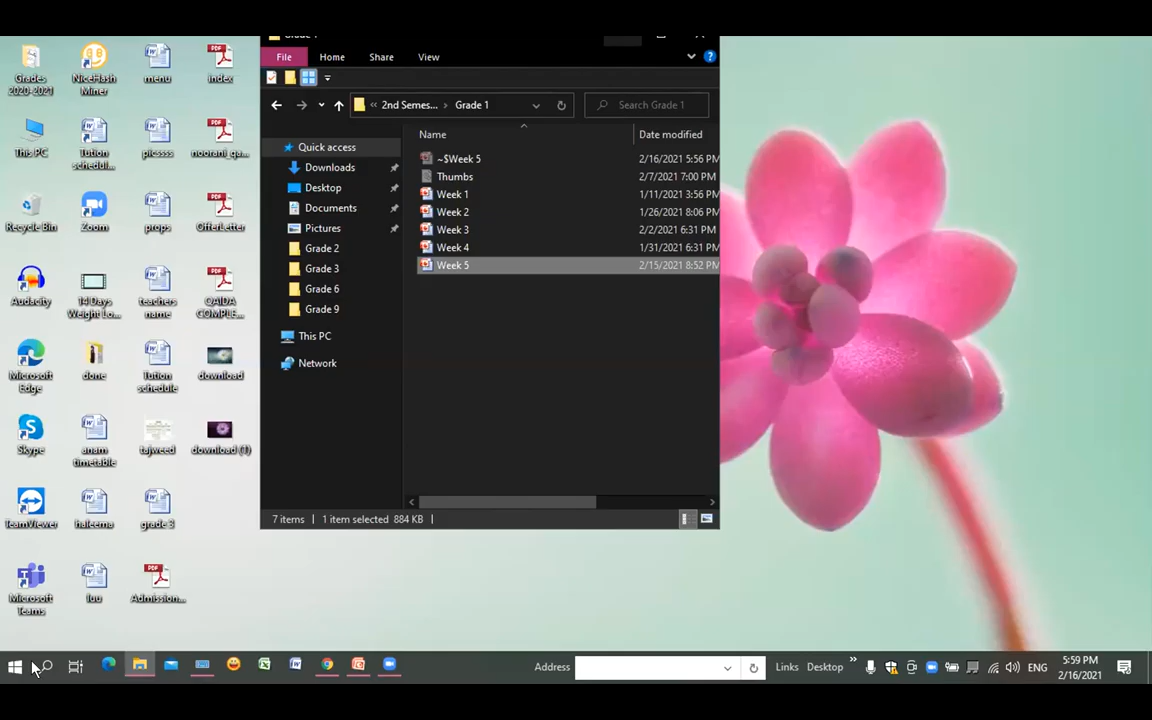 Grade 1
File Home Share View
« 2nd Semes... › Grade 1
Search Grade 1
Name Date modified
Quick access
Downloads
Desktop
Documents
Pictures
Grade 2
Grade 3
Grade 6
Grade 9
This PC
Network
~$Week 5 2/16/2021 5:56 PM
Thumbs 2/7/2021 7:00 PM
Week 1 1/11/2021 3:56 PM
Week 2 1/26/2021 8:06 PM
Week 3 2/2/2021 6:31 PM
Week 4 1/31/2021 6:31 PM
Week 5 2/15/2021 8:52 PM
7 items 1 item selected 884 KB
Grades
2020-2021
NiceHash
Miner
menu
index
This PC
Tution
schedul...
picssss
noorani_qa...
Recycle Bin
Zoom
props
OfferLetter
Audacity
14 Days
Weight Lo...
teachers
name
QAIDA
COMPLE...
Microsoft
Edge
done
Tution
schedule
download
Skype
anam
timetable
tajweed
download (1)
TeamViewer
haleema
grade 3
Microsoft
Teams
Admission...
Address
Links Desktop »
ENG
5:59 PM
2/16/2021